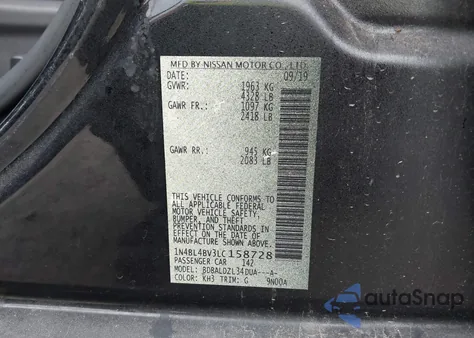 MFD BY NISSAN MOTOR CO., LTD.
DATE: 09/19
GVWR: 1963 KG
4328 LB
GAWR FR: 1097 KG
2418 LB
GAWR RR: 945 KG
2083 LB
THIS VEHICLE CONFORMS TO
ALL APPLICABLE FEDERAL
MOTOR VEHICLE SAFETY,
BUMPER, AND THEFT
PREVENTION STANDARDS IN
EFFECT ON THE DATE OF
MANUFACTURE SHOWN ABOVE.
1N4BL4BV3LC158728
PASSENGER CAR 142
MODEL: BDBALDZL34DUA---A-
COLOR: KH3 TRIM: G 9N00A
autoSnap